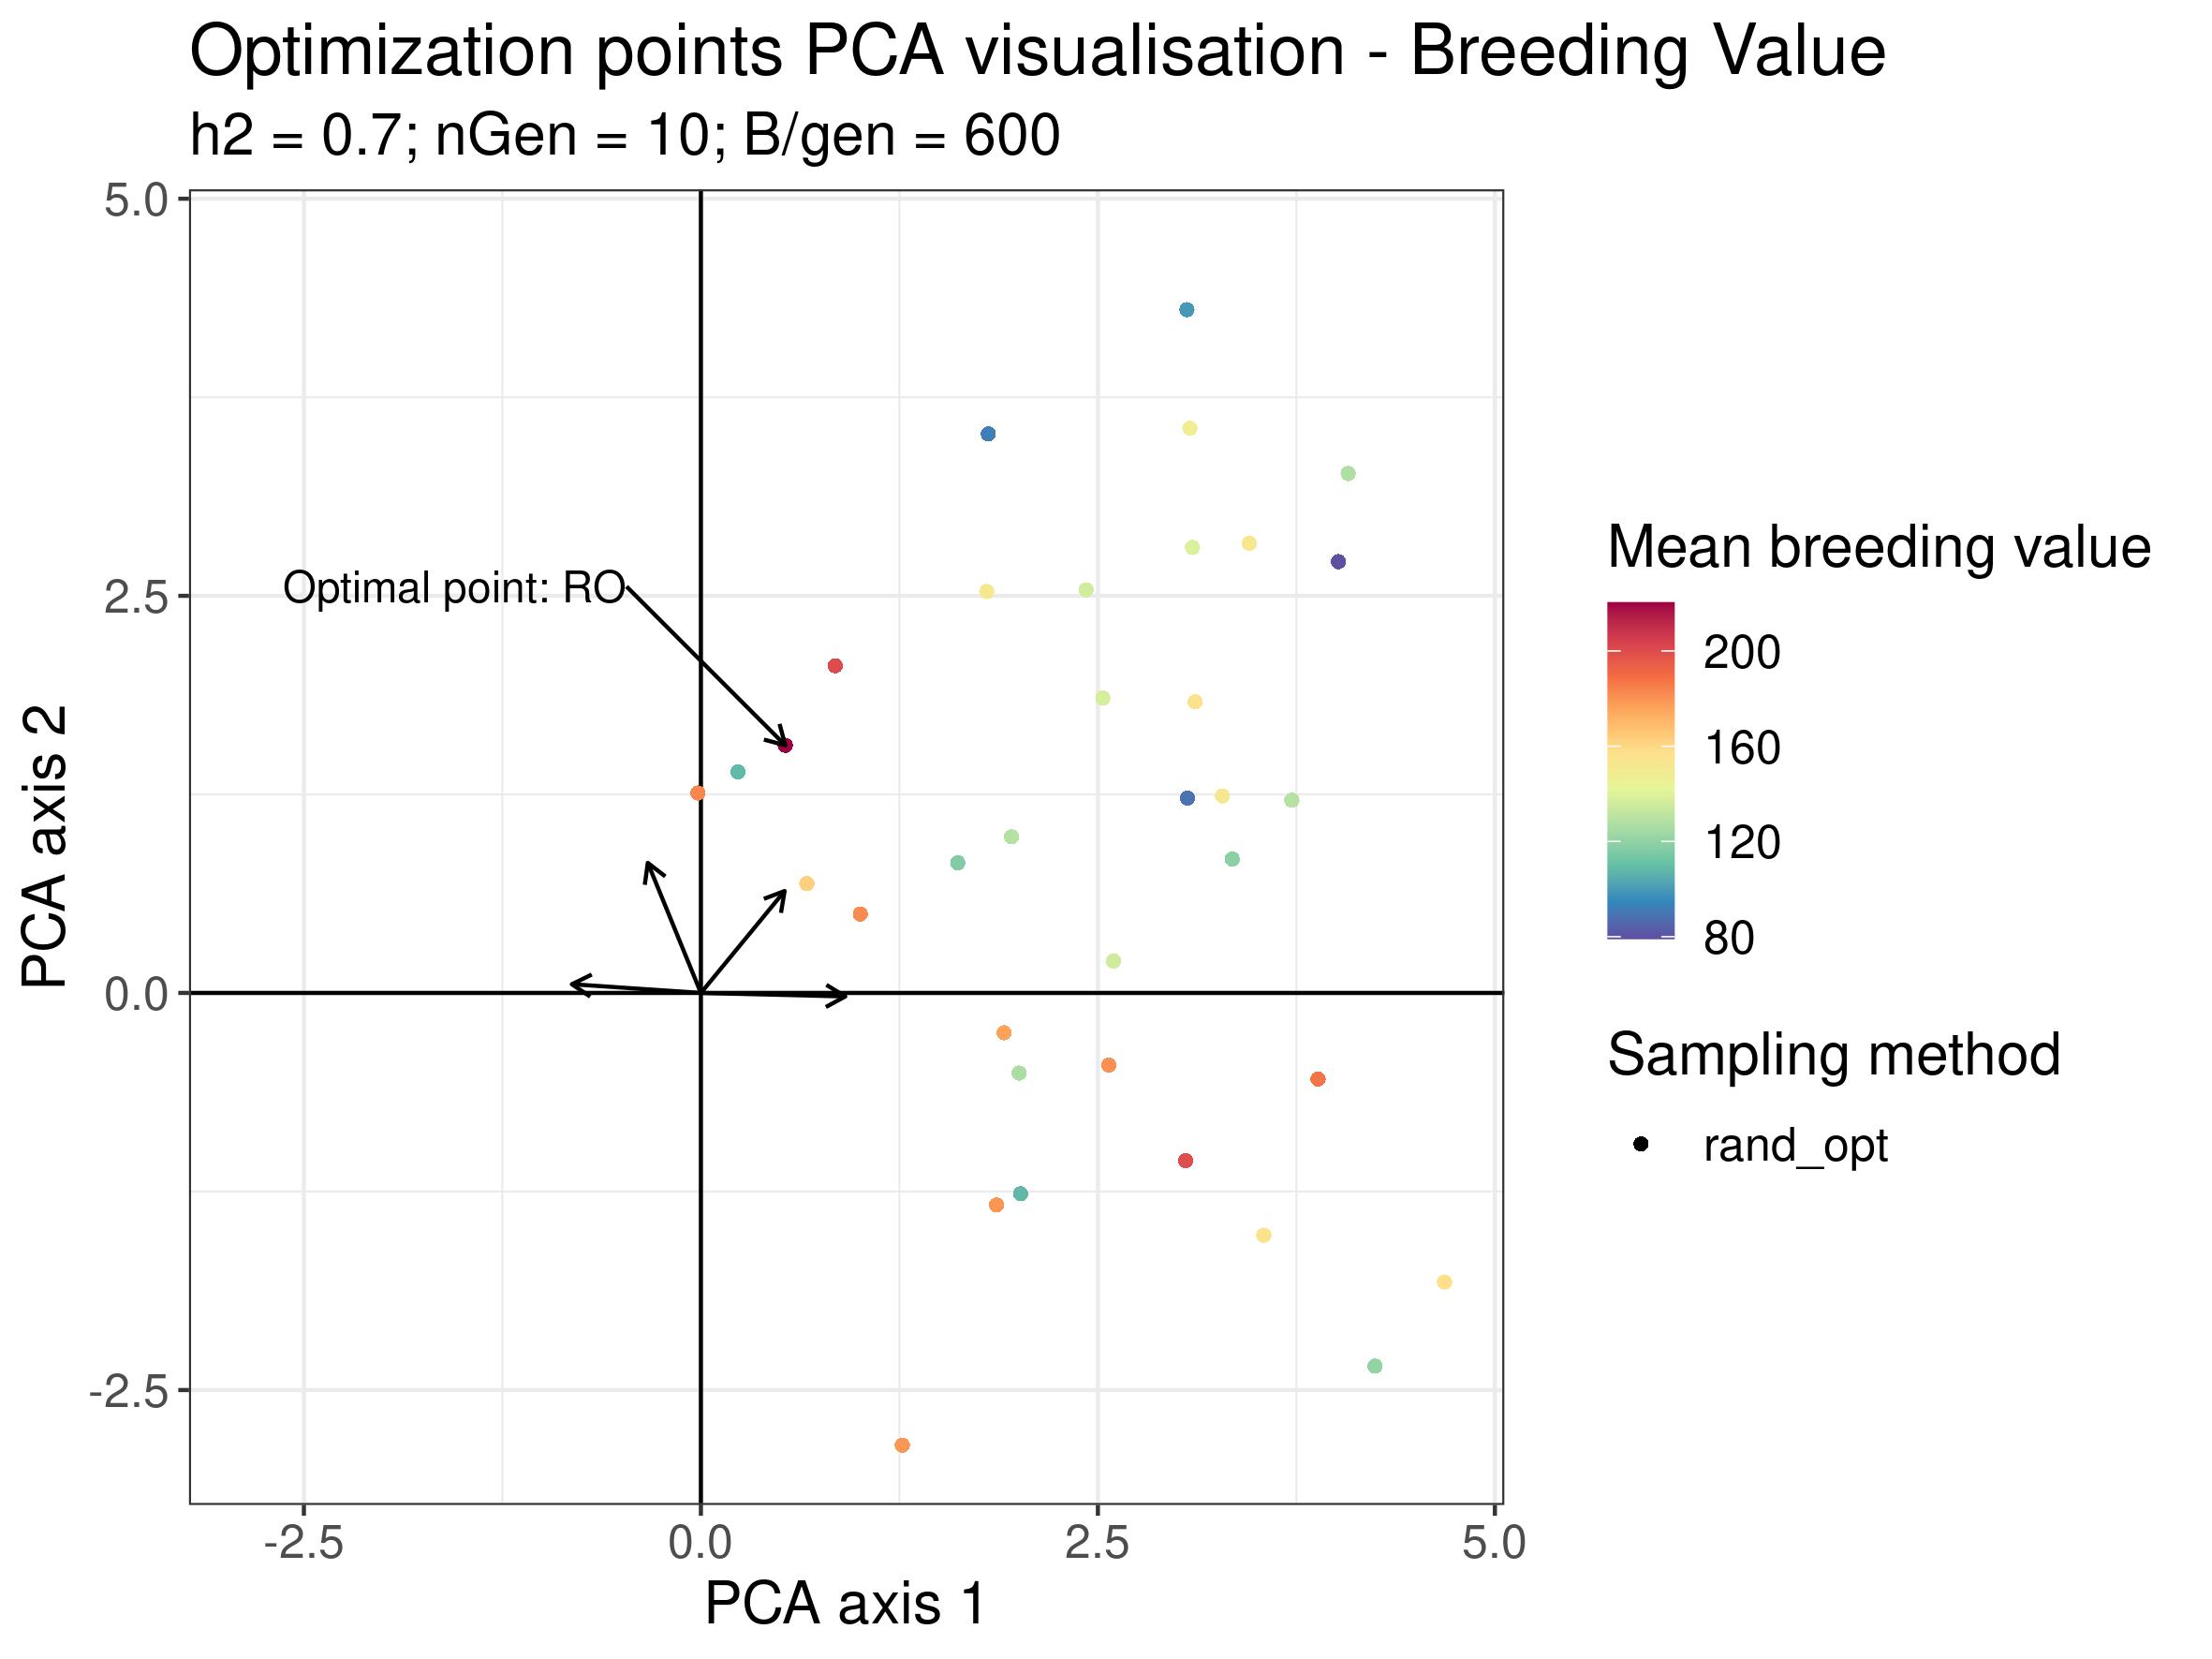 Optimization points PCA visualisation - Breeding Value
h2 = 0.7; nGen = 10; B/gen = 600
5.0
2.5
0.0
-2.5
PCA axis 2
Optimal point: RO
-2.5
0.0
2.5
5.0
PCA axis 1
Mean breeding value
200
160
120
80
Sampling method
rand_opt